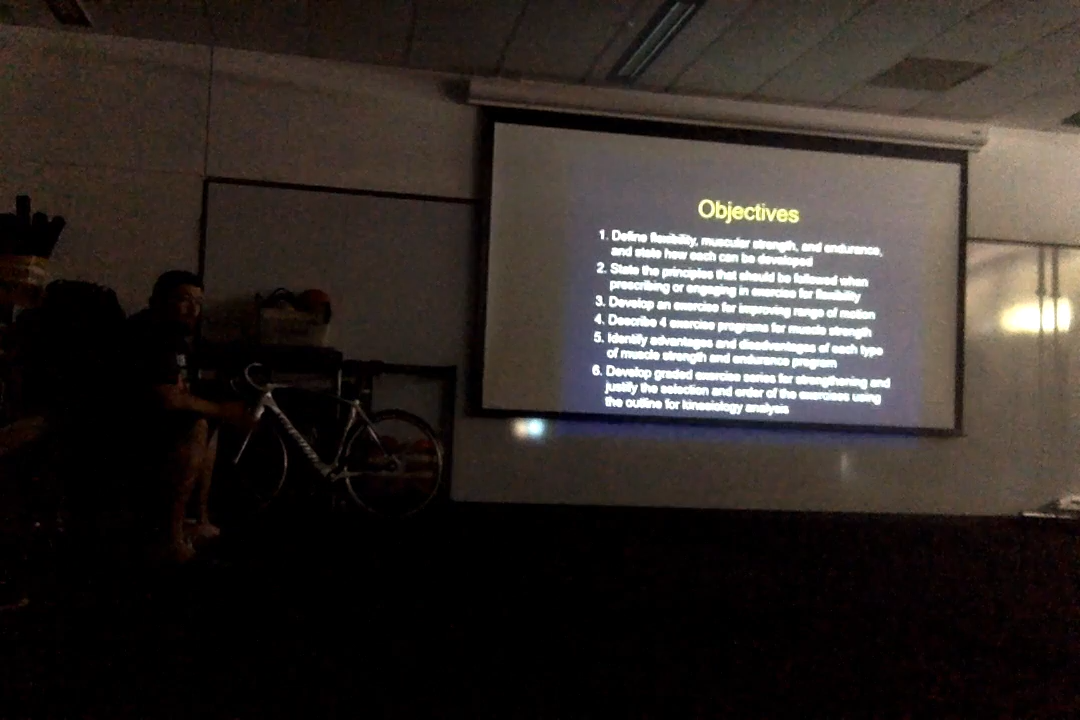 Objectives
1. Define flexibility, muscular strength, and endurance,
and state how each can be developed
2. State the principles that should be followed when
prescribing or engaging in exercise for flexibility
3. Develop an exercise for improving range of motion
4. Describe 4 exercise programs for muscle strength
5. Identify advantages and disadvantages of each type
of muscle strength and endurance program
6. Develop graded exercise series for strengthening and
justify the selection and order of the exercises using
the outline for kinesiology analysis